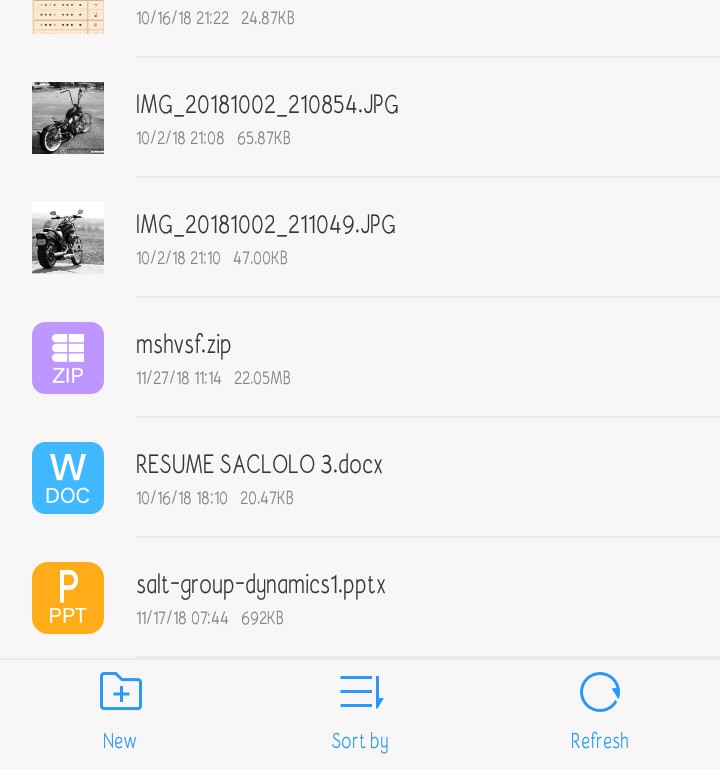 10/16/18 21:22 24.87KB
IMG_20181002_210854.JPG
10/2/18 21:08 65.87KB
IMG_20181002_211049.JPG
10/2/18 21:10 47.00KB
ZIP
mshvsf.zip
11/27/18 11:14 22.05MB
W
DOC
RESUME SACLOLO 3.docx
10/16/18 18:10 20.47KB
P
PPT
salt-group-dynamics1.pptx
11/17/18 07:44 692KB
New
Sort by
Refresh